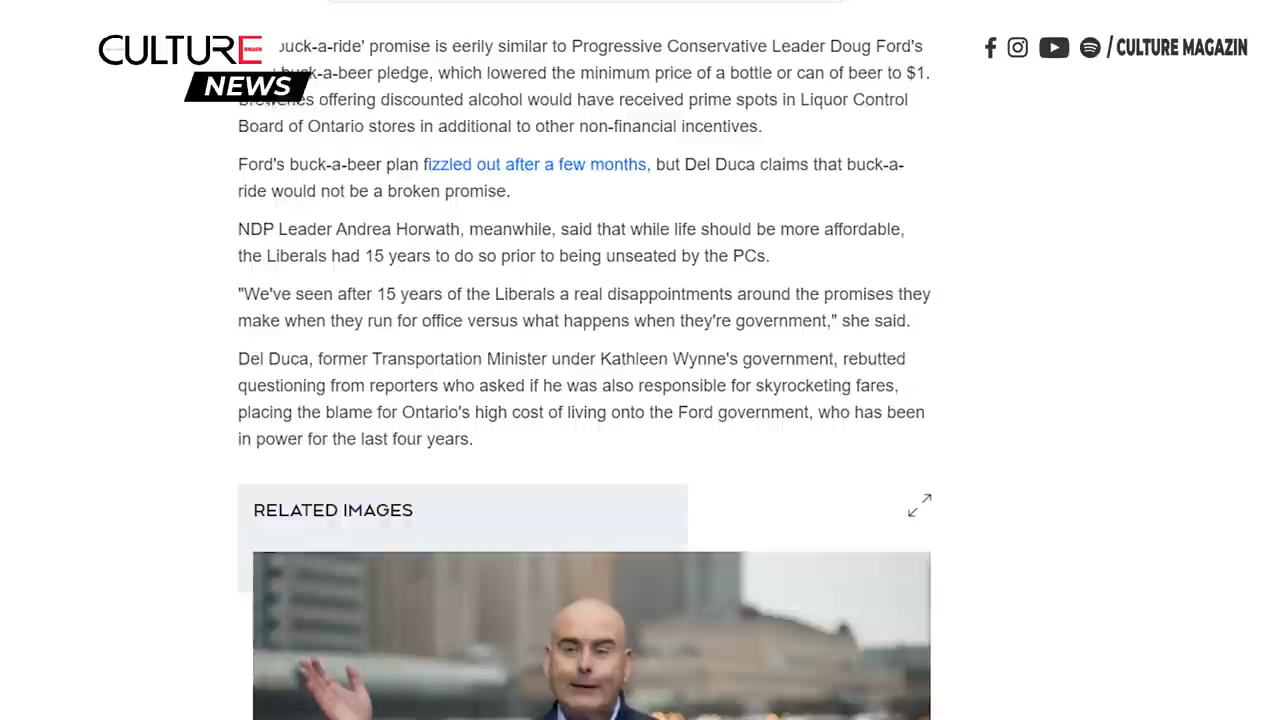 CULTURE
NEWS
/ CULTURE MAGAZIN
buck-a-ride' promise is eerily similar to Progressive Conservative Leader Doug Ford's
buck-a-beer pledge, which lowered the minimum price of a bottle or can of beer to $1.
Breweries offering discounted alcohol would have received prime spots in Liquor Control
Board of Ontario stores in additional to other non-financial incentives.
Ford's buck-a-beer plan fizzled out after a few months, but Del Duca claims that buck-a-
ride would not be a broken promise.
NDP Leader Andrea Horwath, meanwhile, said that while life should be more affordable,
the Liberals had 15 years to do so prior to being unseated by the PCs.
"We've seen after 15 years of the Liberals a real disappointments around the promises they
make when they run for office versus what happens when they're government," she said.
Del Duca, former Transportation Minister under Kathleen Wynne's government, rebutted
questioning from reporters who asked if he was also responsible for skyrocketing fares,
placing the blame for Ontario's high cost of living onto the Ford government, who has been
in power for the last four years.
RELATED IMAGES